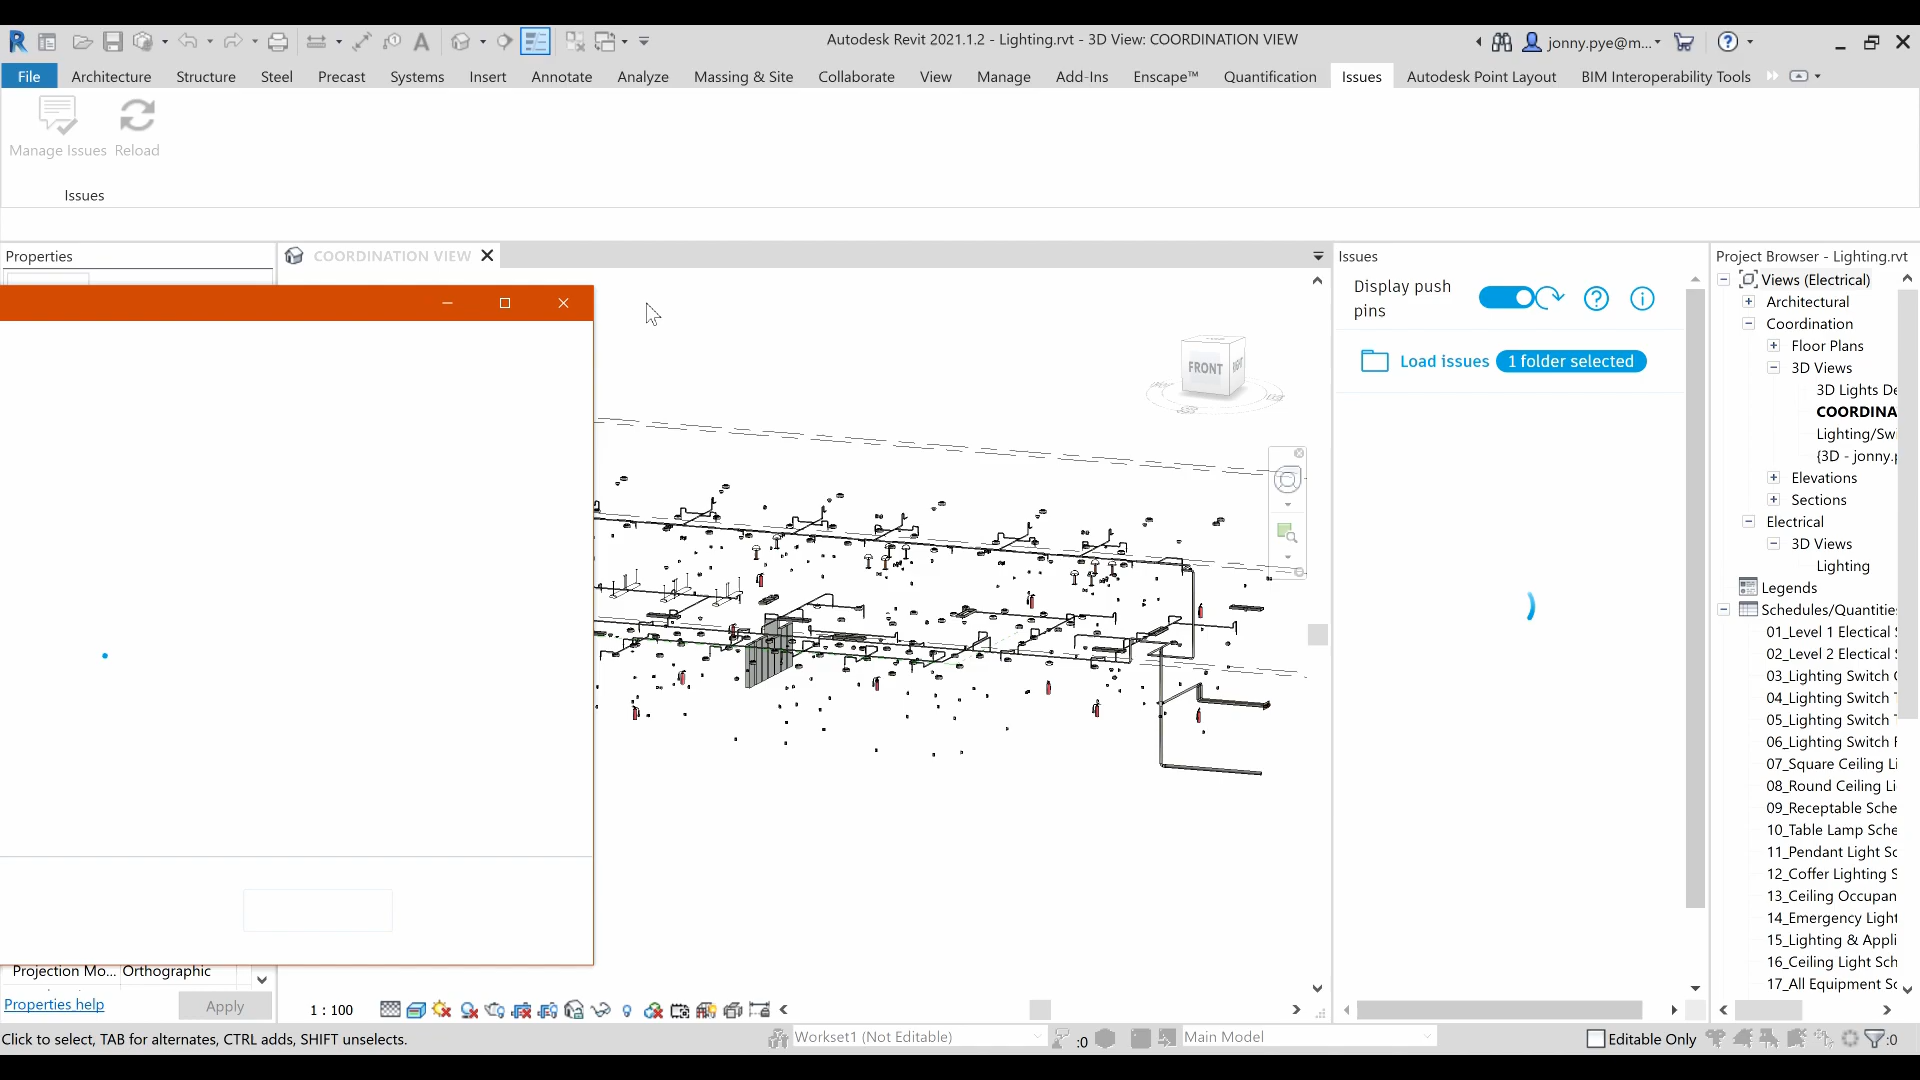 Autodesk Revit 2021.1.2 - Lighting.rvt - 3D View: COORDINATION VIEW
jonny.pye@m...
File Architecture Structure Steel Precast Systems Insert Annotate Analyze Massing & Site Collaborate View Manage Add-Ins Enscape™ Quantification Issues Autodesk Point Layout BIM Interoperability Tools
Manage Issues Reload
Issues
Properties
COORDINATION VIEW
Issues
Display push
pins
Load issues 1 folder selected
FRONT
Project Browser - Lighting.rvt
Views (Electrical)
Architectural
Coordination
Floor Plans
3D Views
3D Lights De
COORDINA
Lighting/Swi
{3D - jonny.p
Elevations
Sections
Electrical
3D Views
Lighting
Legends
Schedules/Quantities
01_Level 1 Electical S
02_Level 2 Electical S
03_Lighting Switch C
04_Lighting Switch T
05_Lighting Switch T
06_Lighting Switch F
07_Square Ceiling Li
08_Round Ceiling Li
09_Receptable Sche
10_Table Lamp Sche
11_Pendant Light Sc
12_Coffer Lighting S
13_Ceiling Occupan
14_Emergency Light
15_Lighting & Appli
16_Ceiling Light Sch
17_All Equipment Sc
Projection Mo... Orthographic
Properties help Apply
1 : 100
Click to select, TAB for alternates, CTRL adds, SHIFT unselects.
Workset1 (Not Editable) :0 Main Model Editable Only :0